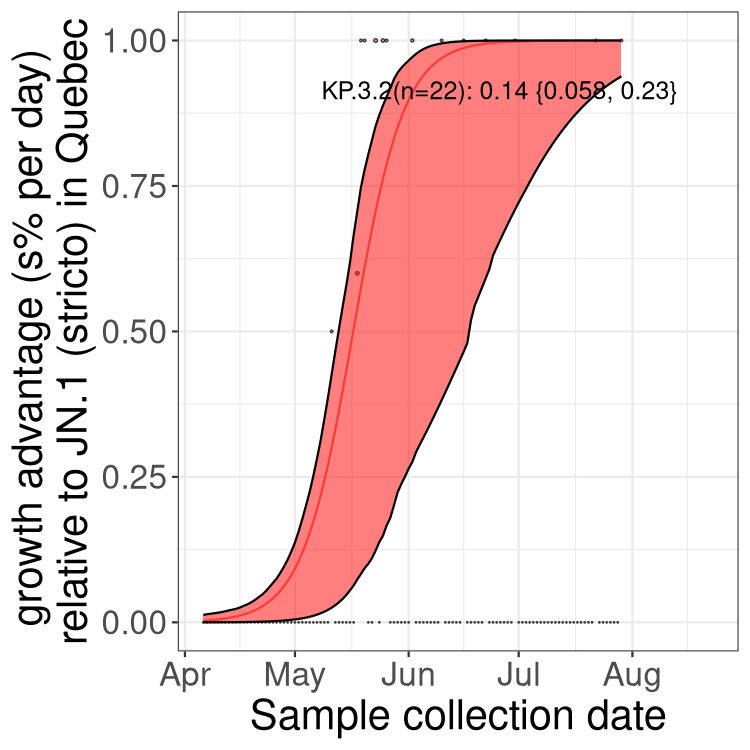 growth advantage (s% per day)
relative to JN.1 (stricto) in Quebec
1.00
0.75
0.50
0.25
0.00
KP.3.2(n=22): 0.14 {0.058, 0.23}
Apr May Jun Jul Aug
Sample collection date